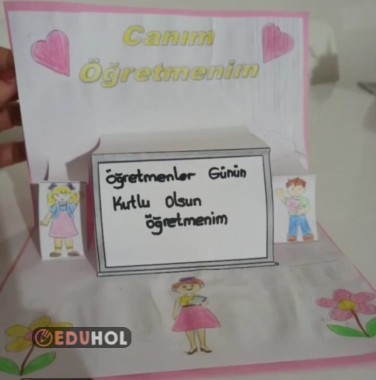 Canım
Öğretmenim
Öğretmenler Günün
Kutlu Olsun
Öğretmenim
EDUHOL